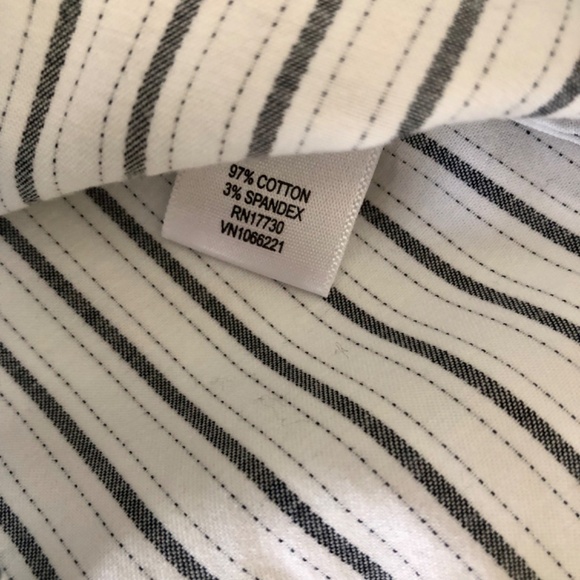 97% COTTON
3% SPANDEX
RN17730
VN1066221